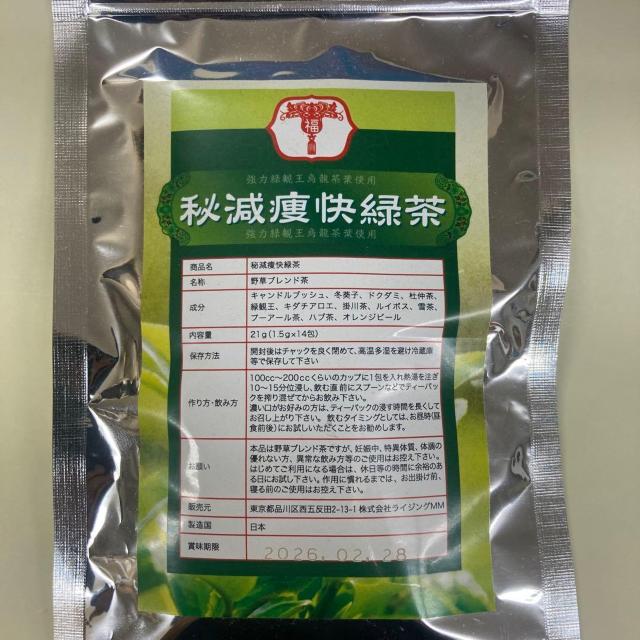 福
強力緑観王烏龍茶葉使用
秘減痩快緑茶
強力緑観王烏龍茶葉使用
商品名 秘減痩快緑茶
名称 野草ブレンド茶
成分 キャンドルブッシュ、冬葵子、ドクダミ、杜仲茶、
緑観王、キダチアロエ、掛川茶、ルイボス、雪茶、
プーアール茶、ハブ茶、オレンジピール
内容量 21g(1.5g×14包)
保存方法 開封後はチャックを良く閉めて、高温多湿を避け冷蔵庫
等で保存して下さい
作り方・飲み方 100cc〜200ccくらいのカップに1包を入れ熱湯を注ぎ
10〜15分位浸し、飲む直前にスプーンなどでティーパック
を搾り混ぜてからお飲み下さい。
濃い口がお好みの方は、ティーパックの浸す時間を長くして
お召し上がり下さい。 飲むタイミングとしては、お昼時(昼
食前後)にお試しいただくことをお勧めします。
お願い 本品は野草ブレンド茶ですが、妊娠中、特異体質、体調の
優れない方、異常な飲み方等のご使用はお控え下さい。
はじめてご利用になる場合は、休日等の時間に余裕のあ
る日にお試し下さい。作用に慣れるまでは、お出掛け前、
寝る前のご使用はお控え下さい。
販売元 東京都品川区西五反田2-13-1 株式会社ライジングMM
製造国 日本
賞味期限 2026.02.28